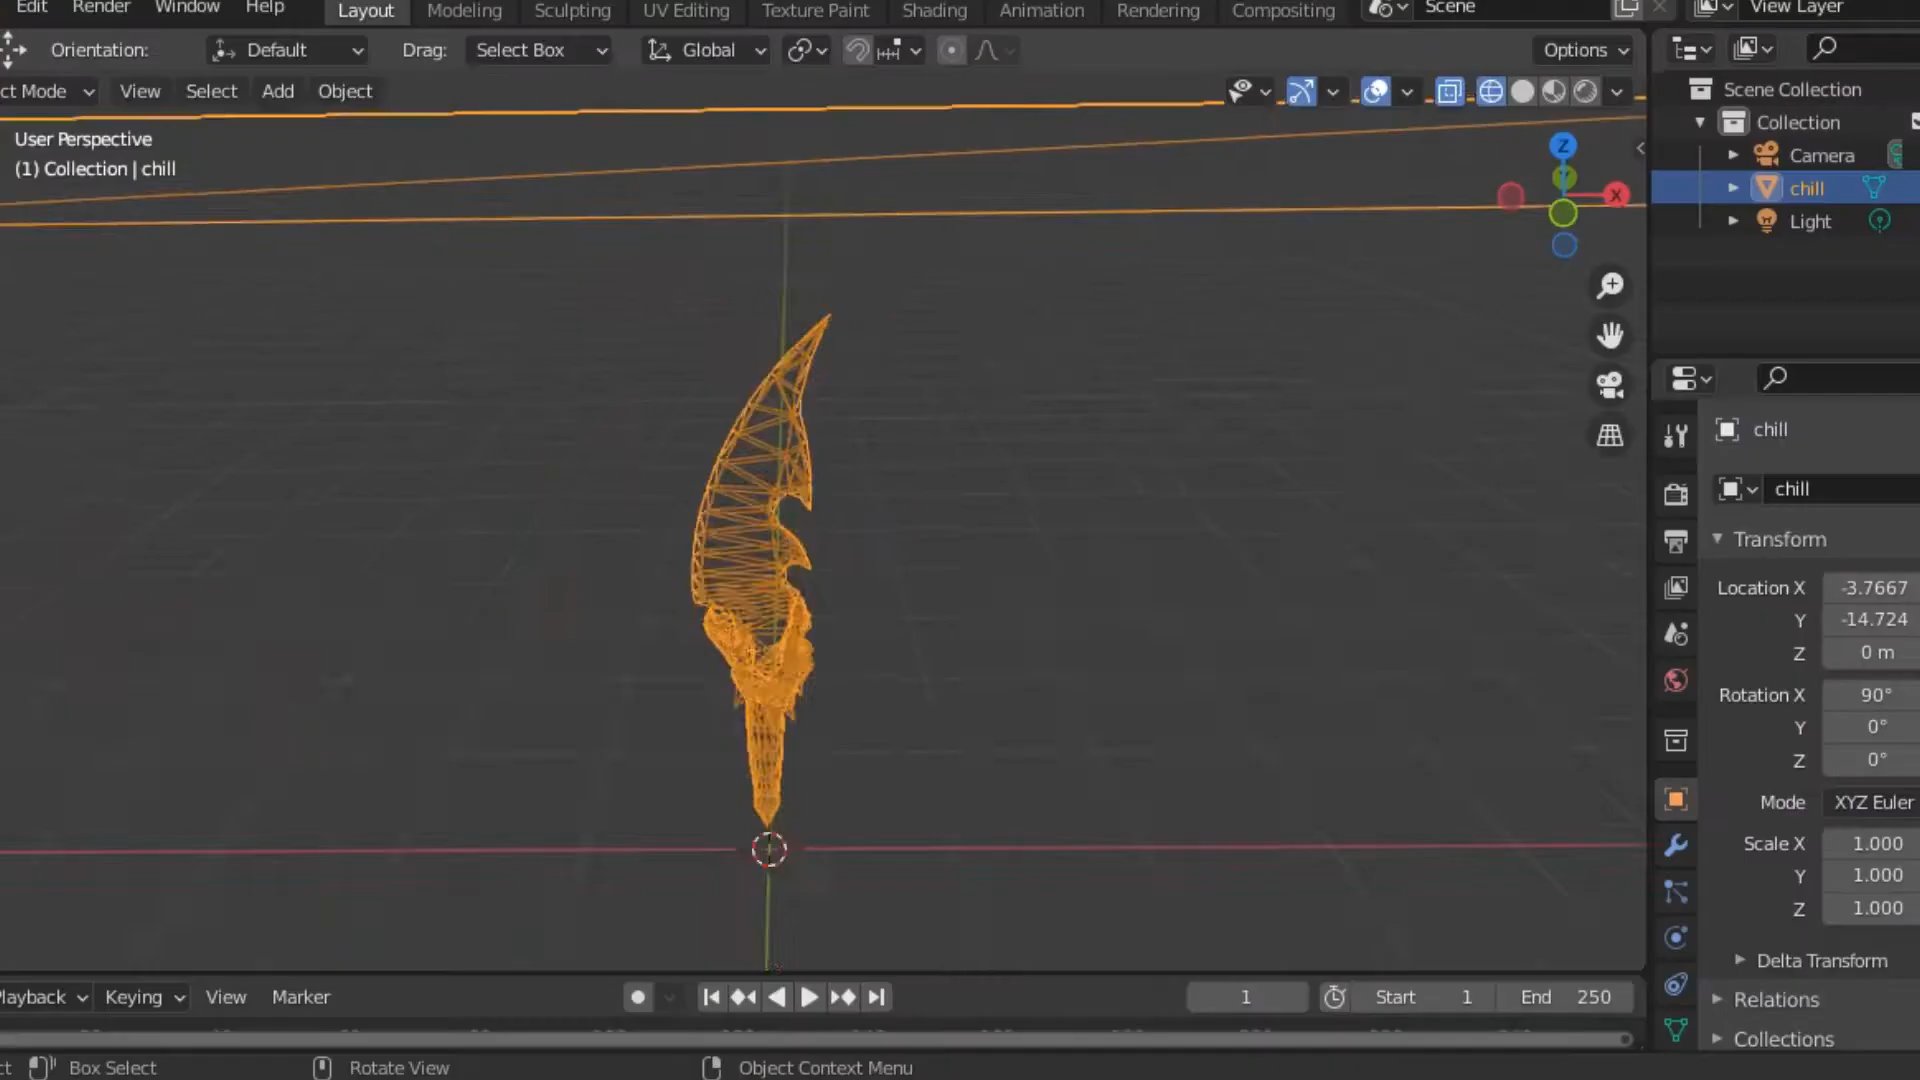 Edit Render Window Help Layout Modeling Sculpting UV Editing Texture Paint Shading Animation Rendering Compositing Scene View Layer
Orientation: Default Drag: Select Box Global Options
ct Mode View Select Add Object
User Perspective
(1) Collection | chill
Z
X
Scene Collection
Collection
Camera
chill
Light
chill
chill
Transform
Location X -3.7667
Y -14.724
Z 0 m
Rotation X 90°
Y 0°
Z 0°
Mode XYZ Euler
Scale X 1.000
Y 1.000
Z 1.000
Delta Transform
Relations
Collections
Playback Keying View Marker 1 Start 1 End 250
ct Box Select Rotate View Object Context Menu